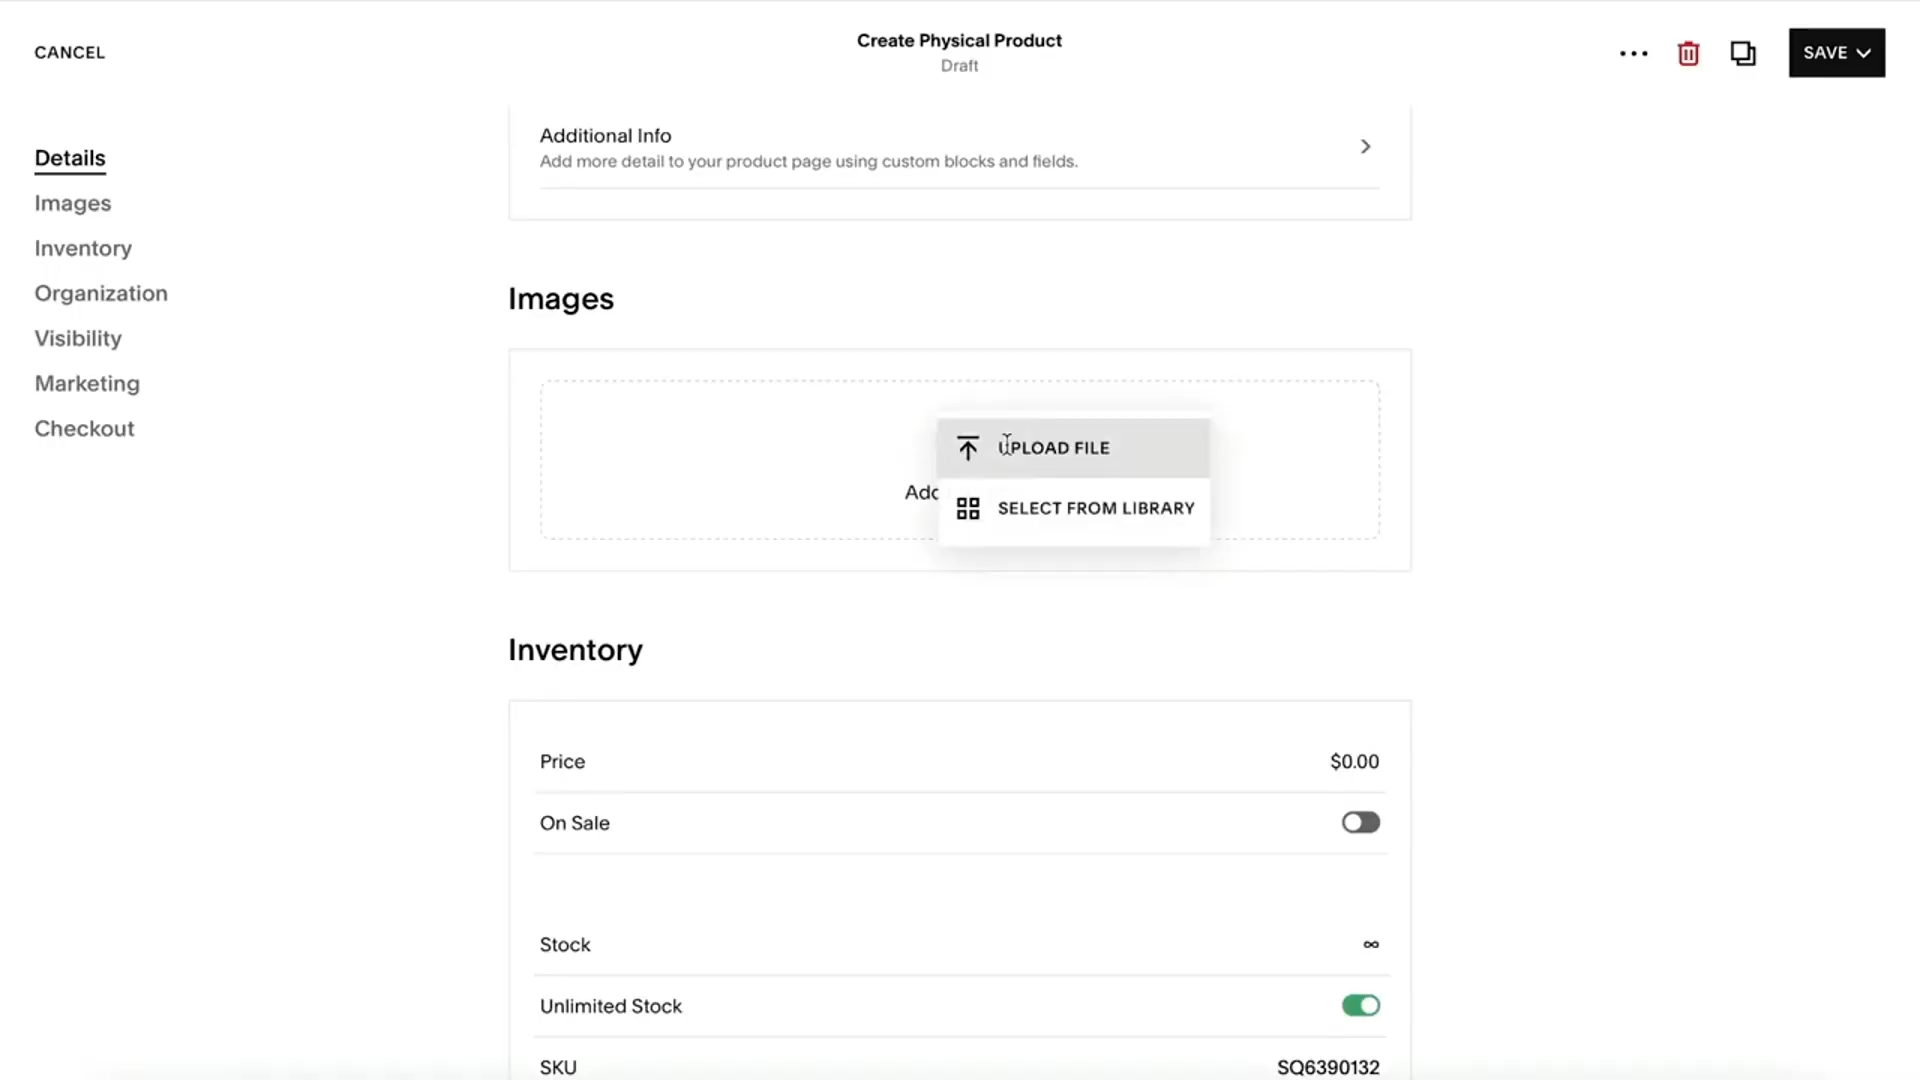 CANCEL
Create Physical Product
Draft
SAVE
Details
Images
Inventory
Organization
Visibility
Marketing
Checkout
Additional Info
Add more detail to your product page using custom blocks and fields.
Images
UPLOAD FILE
Add
SELECT FROM LIBRARY
Inventory
Price $0.00
On Sale
Stock ∞
Unlimited Stock
SKU SQ6390132